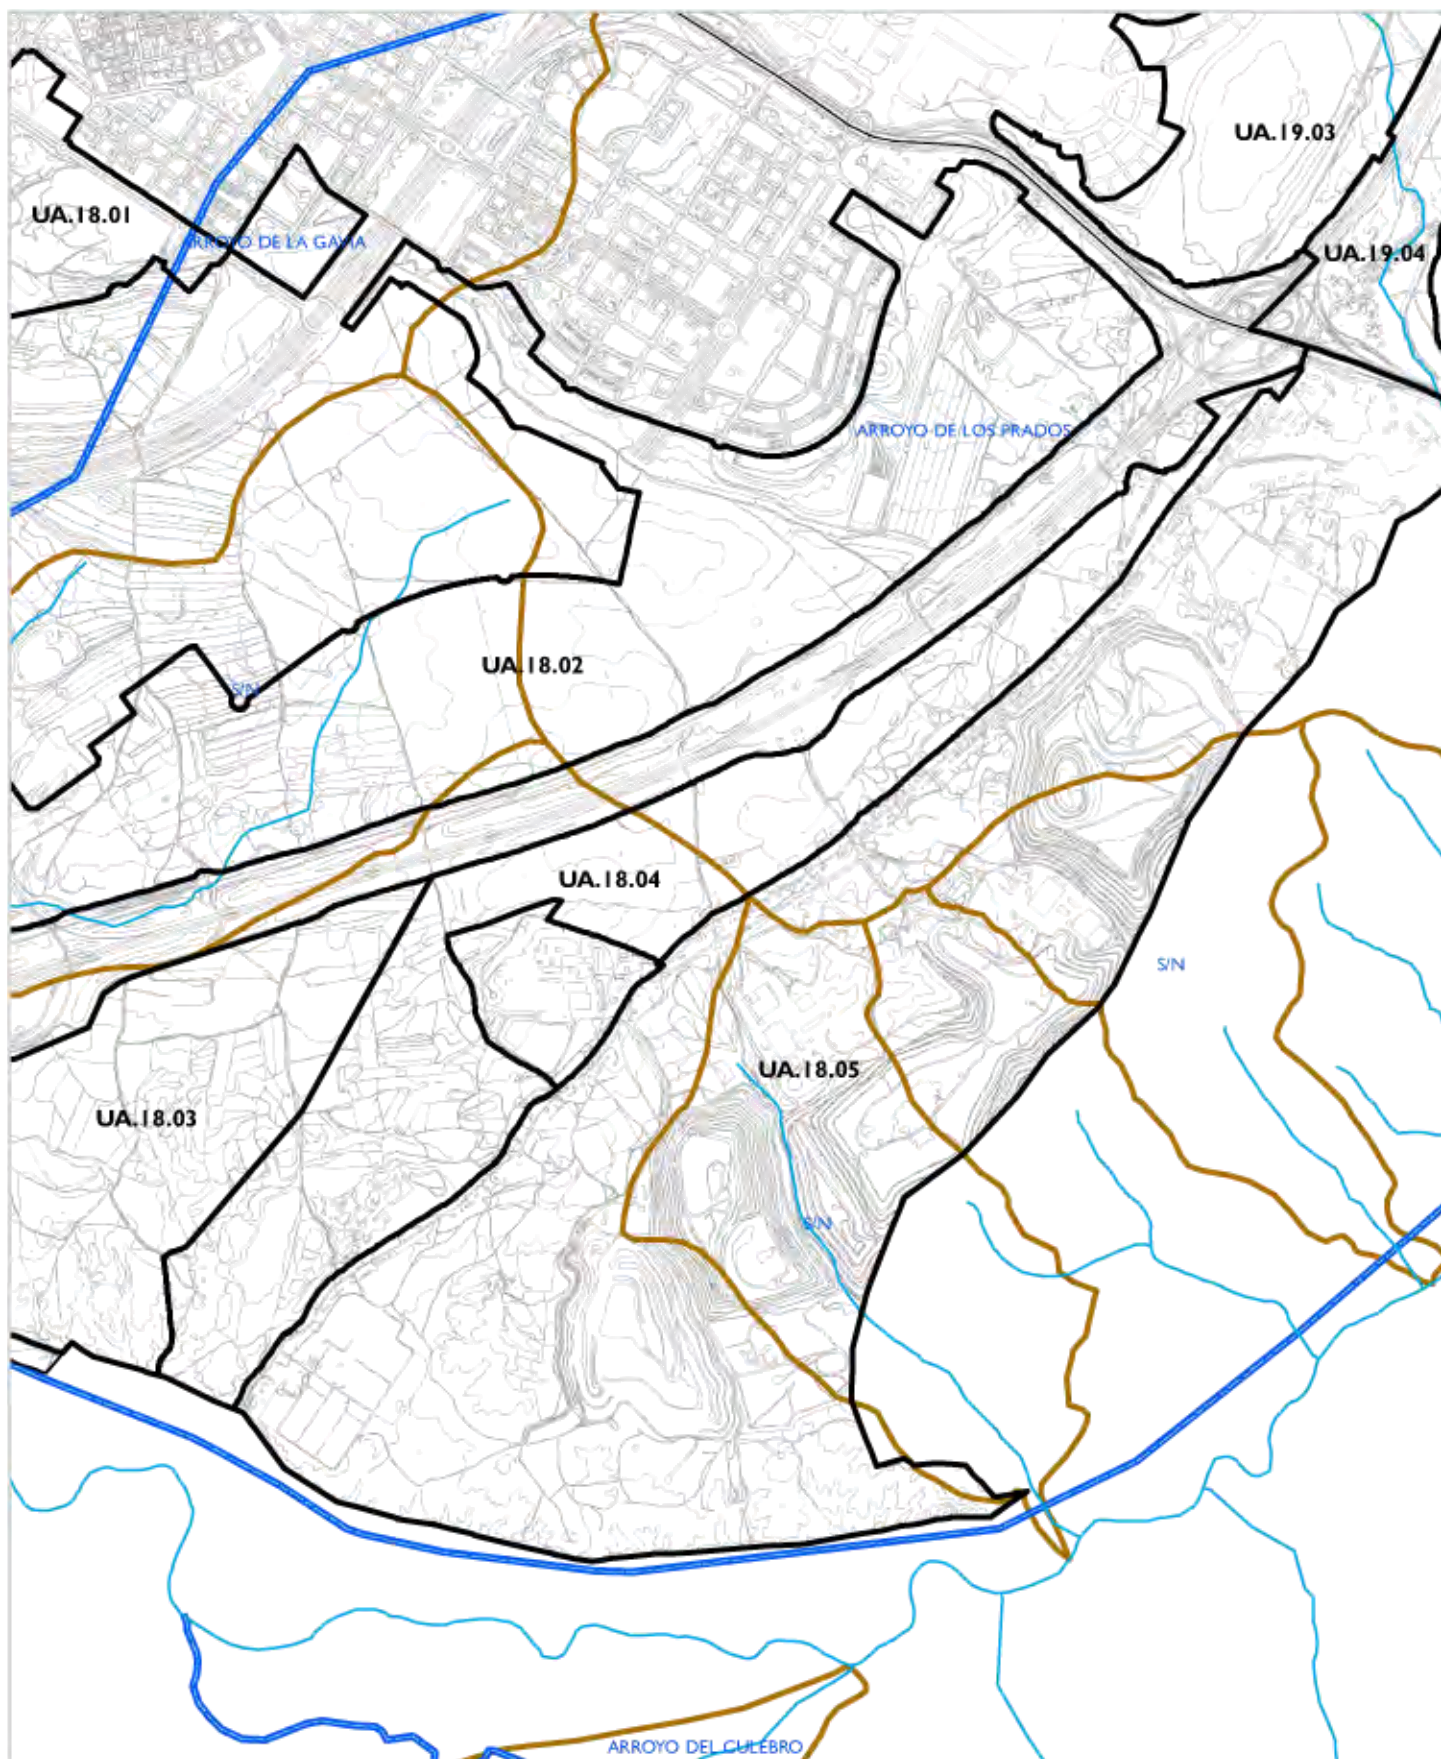 UA.19.03
UA.18.01
ARROYO DE LA GAVIA
UA.19.04
ARROYO DE LOS PRADOS
UA.18.02
S/N
UA.18.04
S/N
UA.18.05
UA.18.03
S/N
ARROYO DEL CULEBRO